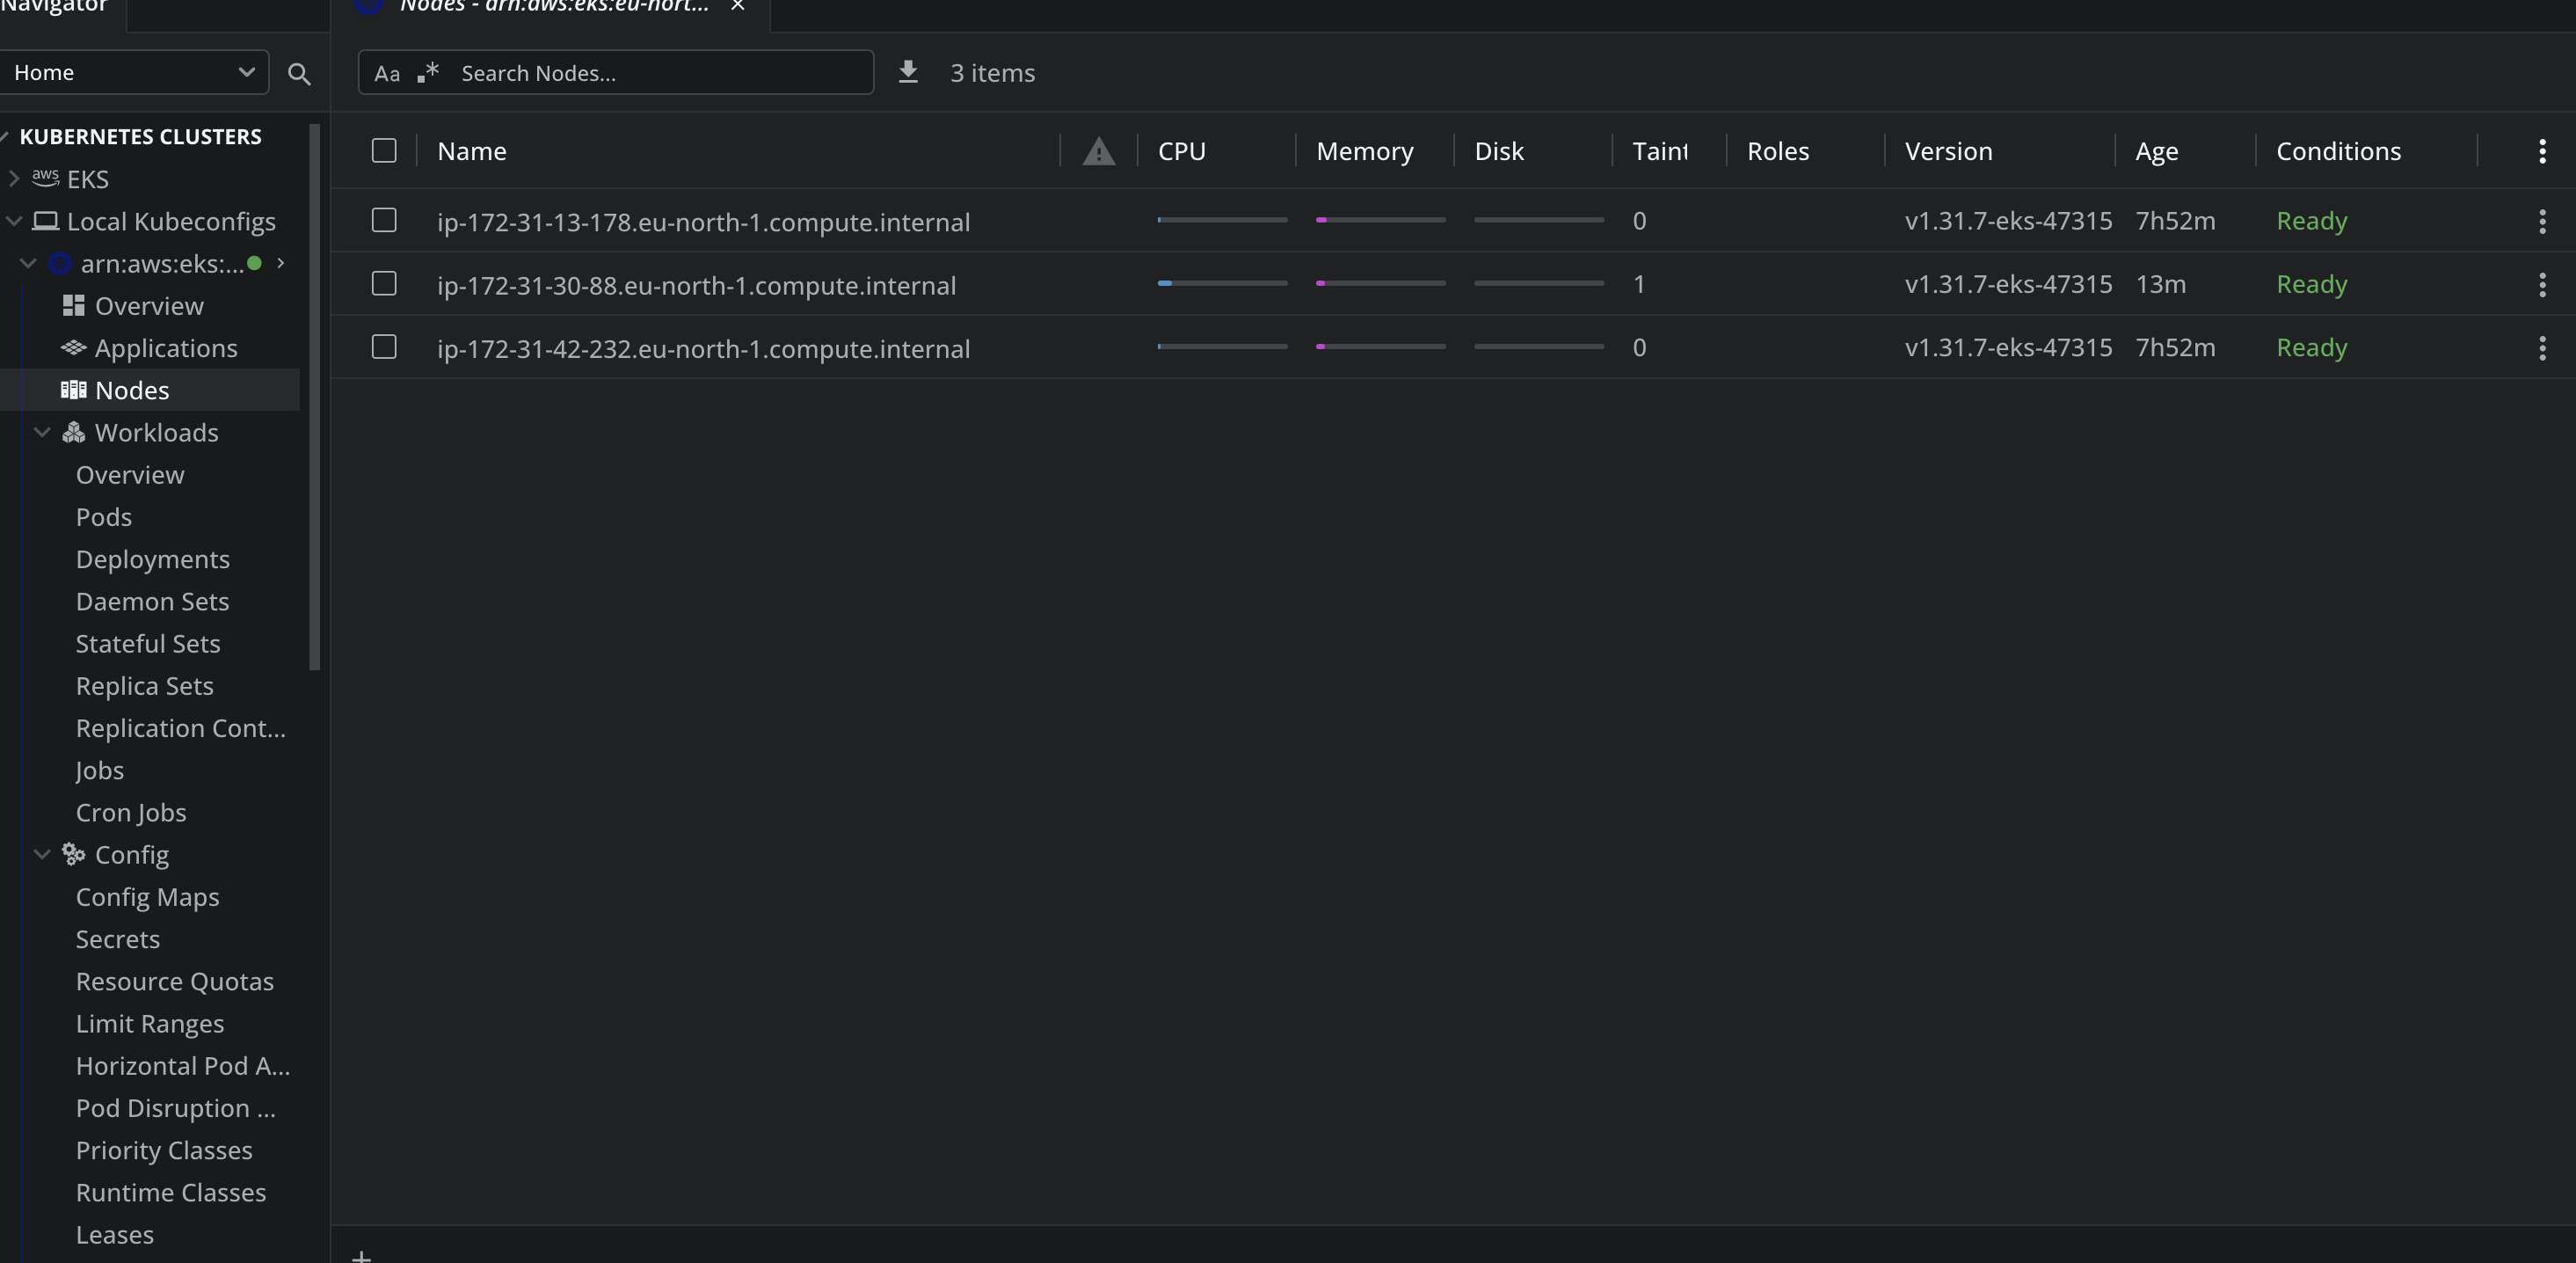 Navigator
Nodes - arn:aws:eks:eu-nort...
Home
Aa .* Search Nodes...
3 items
KUBERNETES CLUSTERS
aws EKS
Local Kubeconfigs
arn:aws:eks:...
Overview
Applications
Nodes
Workloads
Overview
Pods
Deployments
Daemon Sets
Stateful Sets
Replica Sets
Replication Cont...
Jobs
Cron Jobs
Config
Config Maps
Secrets
Resource Quotas
Limit Ranges
Horizontal Pod A...
Pod Disruption ...
Priority Classes
Runtime Classes
Leases
Name CPU Memory Disk Taint Roles Version Age Conditions
ip-172-31-13-178.eu-north-1.compute.internal 0 v1.31.7-eks-47315 7h52m Ready
ip-172-31-30-88.eu-north-1.compute.internal 1 v1.31.7-eks-47315 13m Ready
ip-172-31-42-232.eu-north-1.compute.internal 0 v1.31.7-eks-47315 7h52m Ready